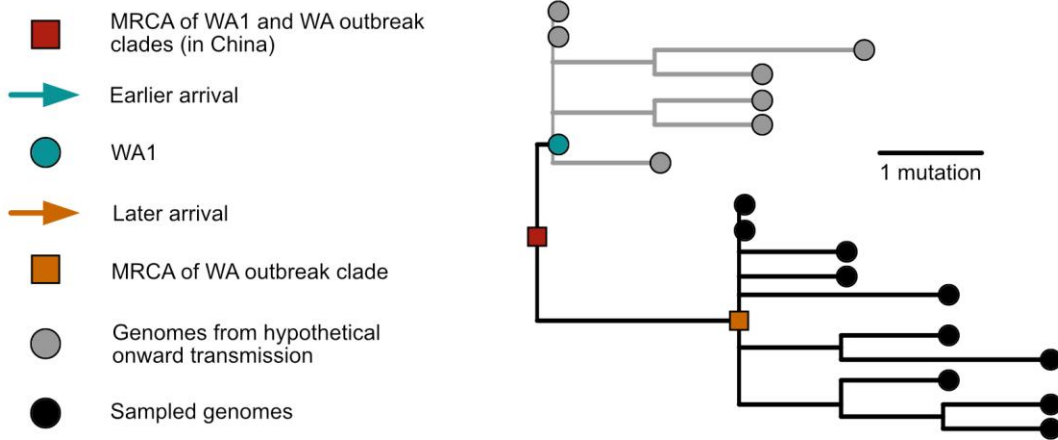 MRCA of WA1 and WA outbreak
clades (in China)
Earlier arrival
WA1
Later arrival
MRCA of WA outbreak clade
Genomes from hypothetical
onward transmission
Sampled genomes
1 mutation